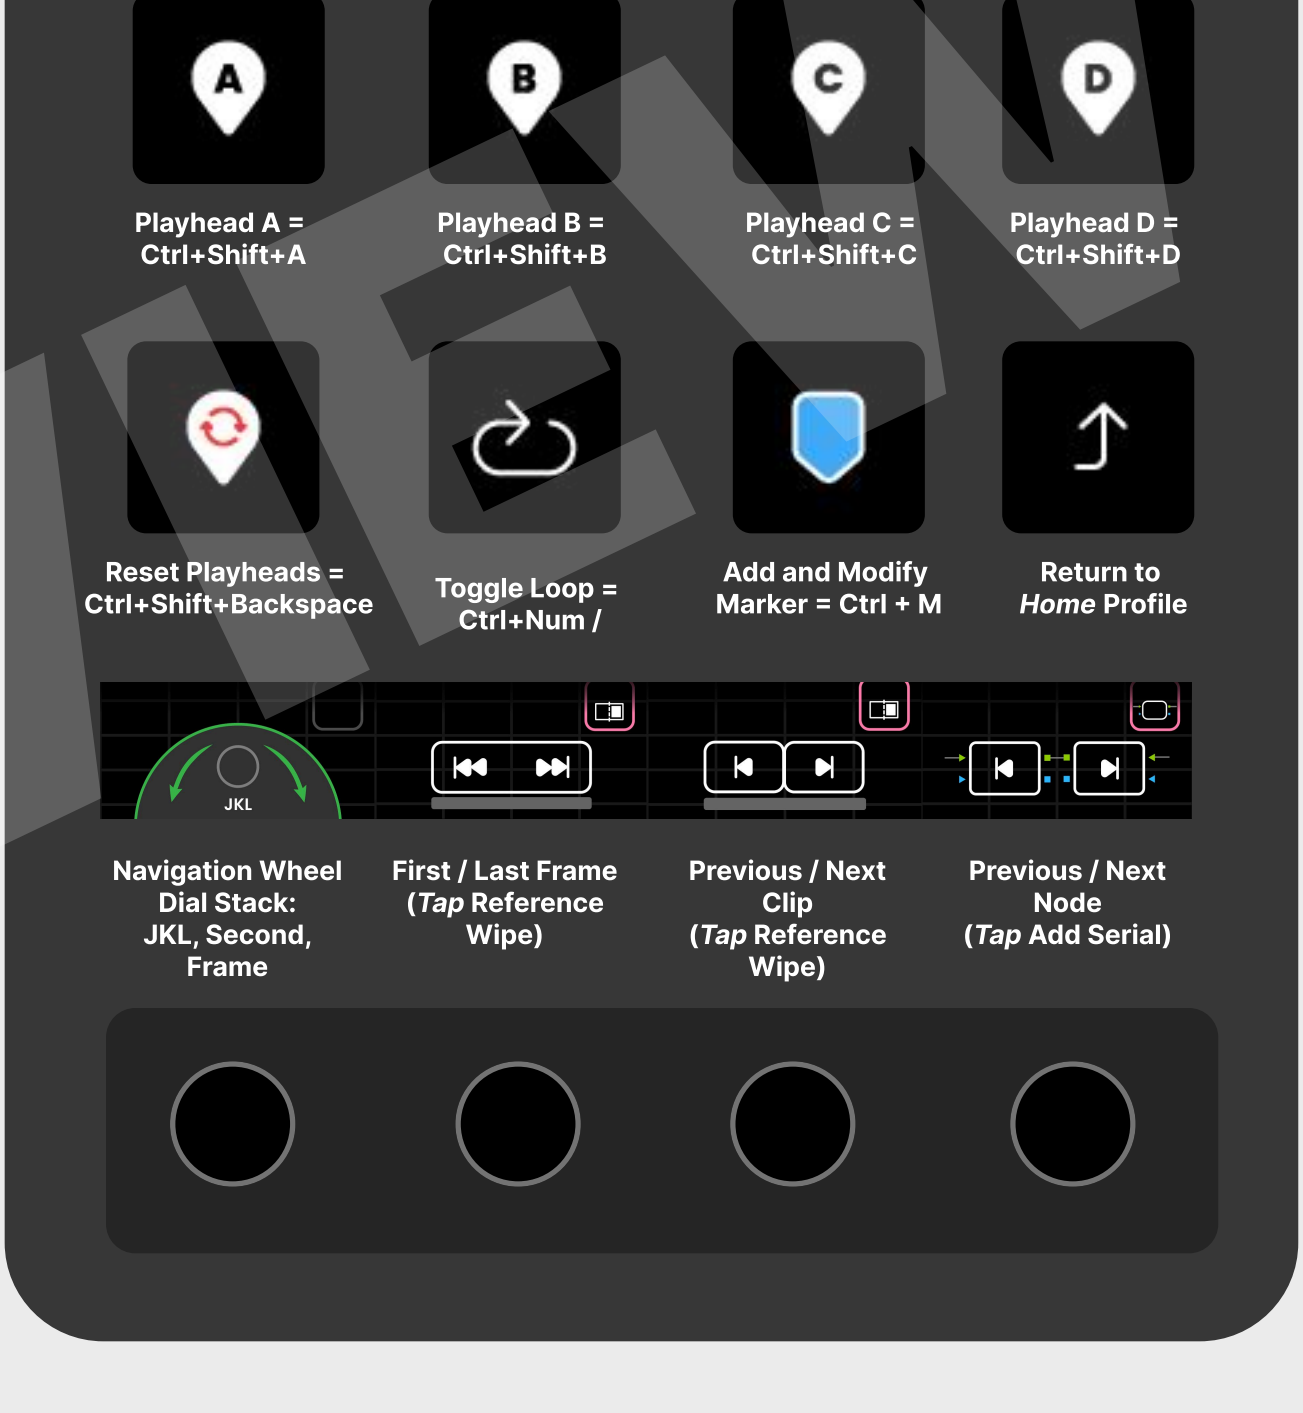 A B C D
Playhead A =
Ctrl+Shift+A
Playhead B =
Ctrl+Shift+B
Playhead C =
Ctrl+Shift+C
Playhead D =
Ctrl+Shift+D
Reset Playheads =
Ctrl+Shift+Backspace
Toggle Loop =
Ctrl+Num /
Add and Modify
Marker = Ctrl + M
Return to
Home Profile
JKL
Navigation Wheel
Dial Stack:
JKL, Second,
Frame
First / Last Frame
(Tap Reference
Wipe)
Previous / Next
Clip
(Tap Reference
Wipe)
Previous / Next
Node
(Tap Add Serial)